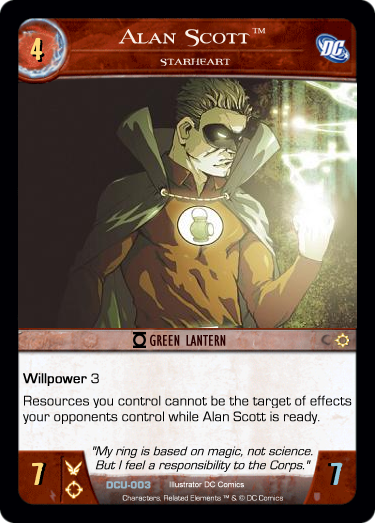 4
ALAN SCOTT™
STARHEART
DC
GREEN LANTERN
Willpower 3
Resources you control cannot be the target of effects
your opponents control while Alan Scott is ready.
"My ring is based on magic, not science.
But I feel a responsibility to the Corps."
7
DCU-003 Illustrator DC Comics
7
Characters, Related Elements ™ & © DC Comics